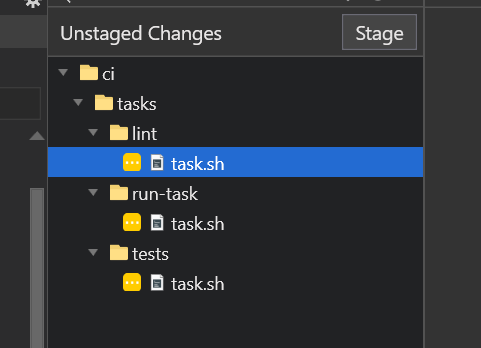 Unstaged Changes
Stage
ci
tasks
lint
task.sh
run-task
task.sh
tests
task.sh